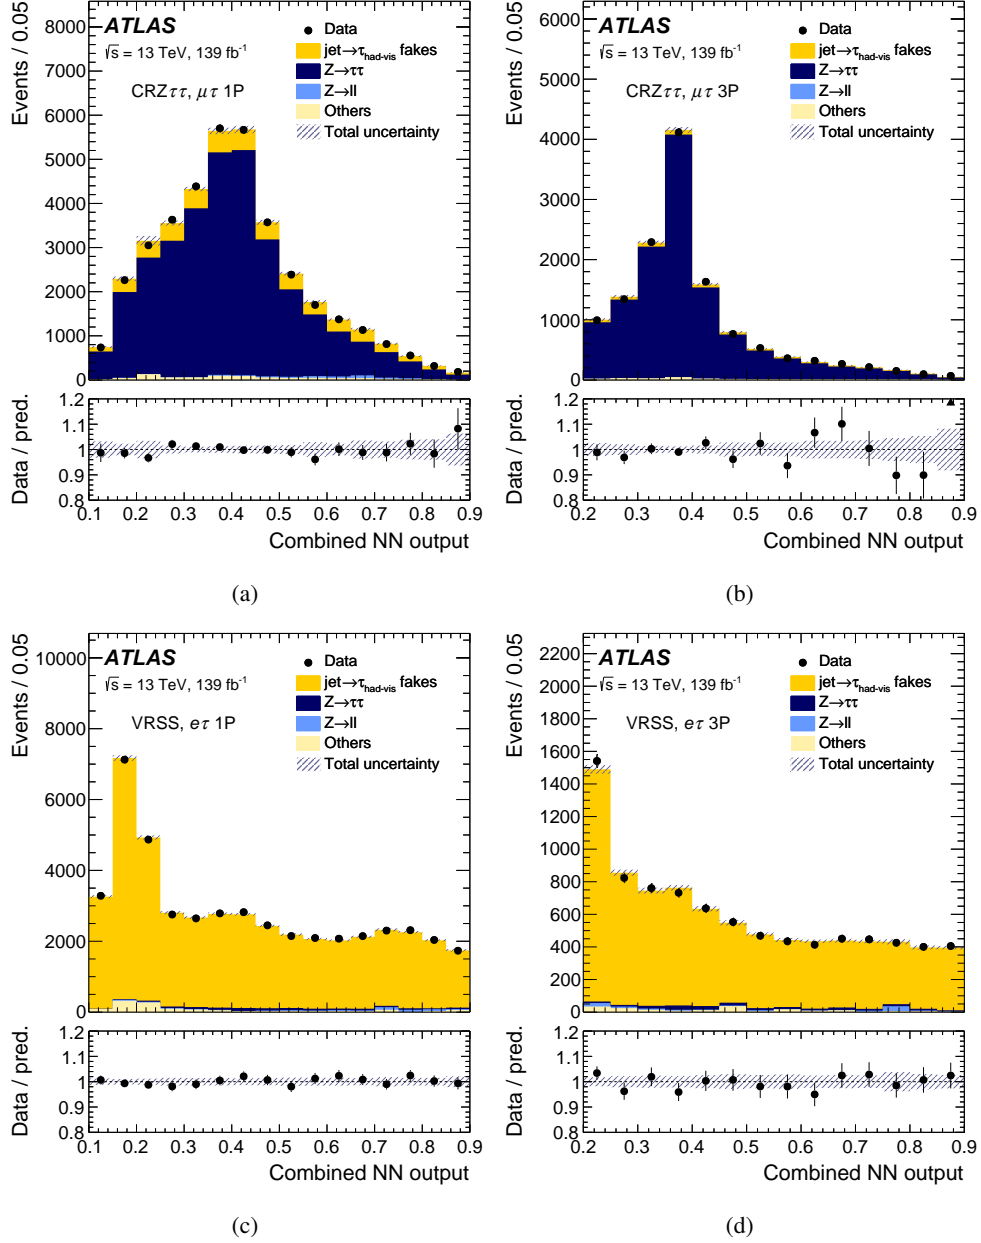 ATLAS
√s = 13 TeV, 139 fb⁻¹
CRZττ, μτ 1P
Data
jet→τhad-vis fakes
Z→ττ
Z→ll
Others
Total uncertainty
Events / 0.05
8000
7000
6000
5000
4000
3000
2000
1000
0
Data / pred.
1.2
1.1
1
0.9
0.8
0.1 0.2 0.3 0.4 0.5 0.6 0.7 0.8 0.9
Combined NN output
(a)
ATLAS
√s = 13 TeV, 139 fb⁻¹
CRZττ, μτ 3P
Data
jet→τhad-vis fakes
Z→ττ
Z→ll
Others
Total uncertainty
Events / 0.05
6000
5000
4000
3000
2000
1000
0
Data / pred.
1.2
1.1
1
0.9
0.8
0.2 0.3 0.4 0.5 0.6 0.7 0.8 0.9
Combined NN output
(b)
ATLAS
√s = 13 TeV, 139 fb⁻¹
VRSS, eτ 1P
Data
jet→τhad-vis fakes
Z→ττ
Z→ll
Others
Total uncertainty
Events / 0.05
10000
8000
6000
4000
2000
0
Data / pred.
1.2
1.1
1
0.9
0.8
0.1 0.2 0.3 0.4 0.5 0.6 0.7 0.8 0.9
Combined NN output
(c)
ATLAS
√s = 13 TeV, 139 fb⁻¹
VRSS, eτ 3P
Data
jet→τhad-vis fakes
Z→ττ
Z→ll
Others
Total uncertainty
Events / 0.05
2200
2000
1800
1600
1400
1200
1000
800
600
400
200
0
Data / pred.
1.2
1.1
1
0.9
0.8
0.2 0.3 0.4 0.5 0.6 0.7 0.8 0.9
Combined NN output
(d)